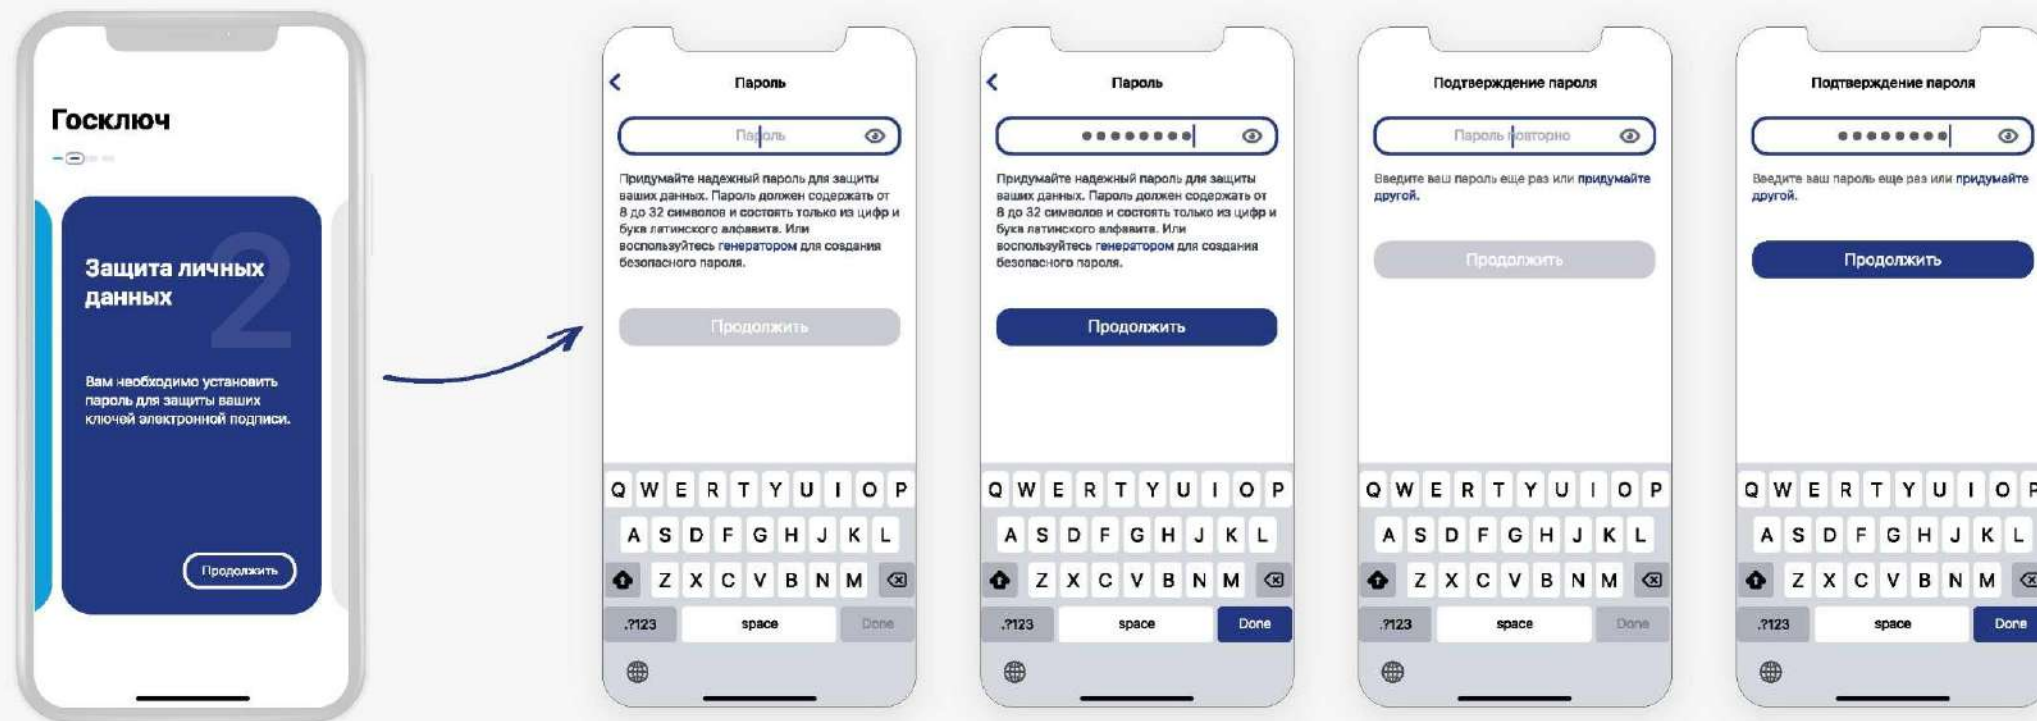 Госключ
2
Защита личных
данных
Вам необходимо установить
пароль для защиты ваших
ключей электронной подписи.
Продолжить
Пароль
Пароль
Придумайте надежный пароль для защиты
ваших данных. Пароль должен содержать от
8 до 32 символов и состоять только из цифр и
букв латинского алфавита. Или
воспользуйтесь генератором для создания
безопасного пароля.
Продолжить
Q W E R T Y U I O P
A S D F G H J K L
Z X C V B N M
.?123 space Done
Пароль
Придумайте надежный пароль для защиты
ваших данных. Пароль должен содержать от
8 до 32 символов и состоять только из цифр и
букв латинского алфавита. Или
воспользуйтесь генератором для создания
безопасного пароля.
Продолжить
Q W E R T Y U I O P
A S D F G H J K L
Z X C V B N M
.?123 space Done
Подтверждение пароля
Пароль повторно
Введите ваш пароль еще раз или придумайте
другой.
Продолжить
Q W E R T Y U I O P
A S D F G H J K L
Z X C V B N M
.?123 space Done
Подтверждение пароля
Введите ваш пароль еще раз или придумайте
другой.
Продолжить
Q W E R T Y U I O P
A S D F G H J K L
Z X C V B N M
.?123 space Done